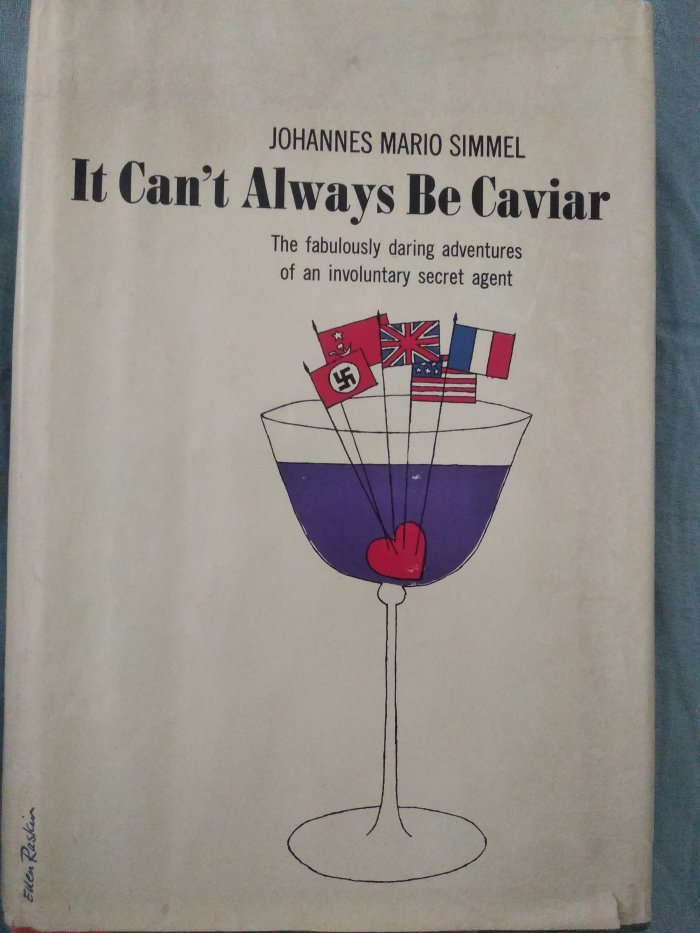 JOHANNES MARIO SIMMEL
It Can't Always Be Caviar
The fabulously daring adventures
of an involuntary secret agent
Ellen Raskin